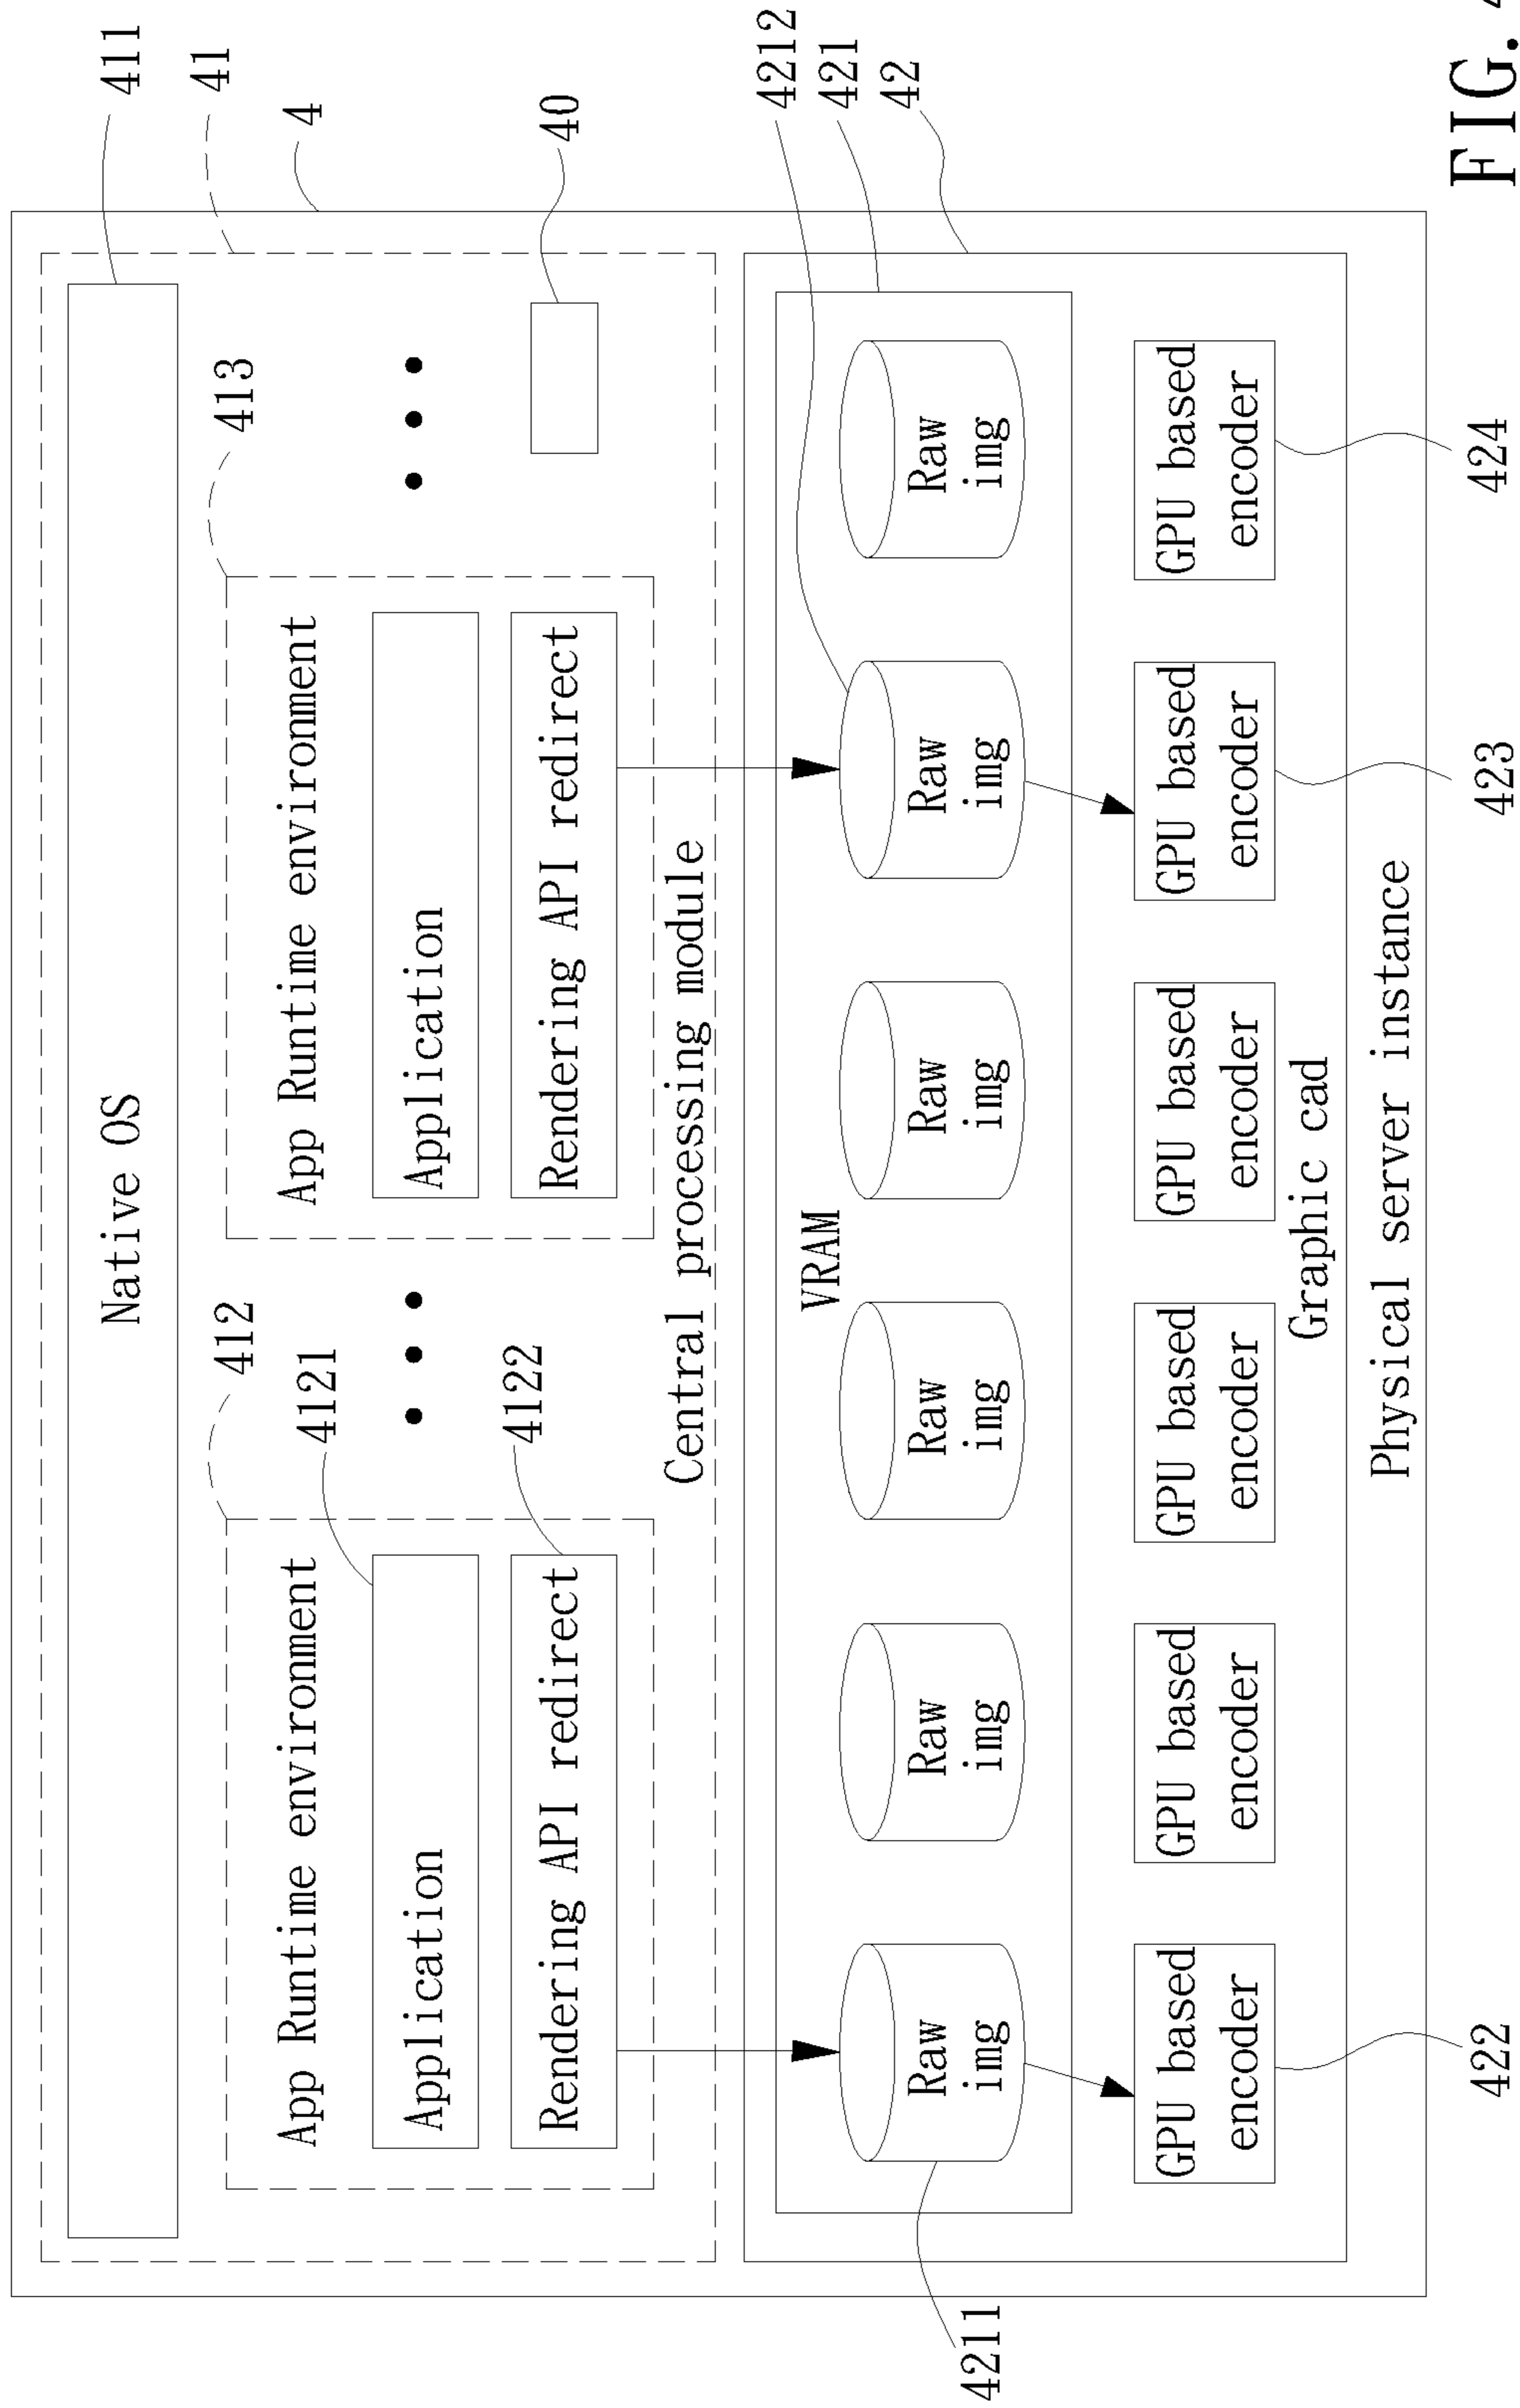 411
41
4
Native OS
412
413
4121
App Runtime environment
App Runtime environment
Application
Application
4122
40
Rendering API redirect
Rendering API redirect
Central processing module
4212
421
42
VRAM
Raw img
Raw img
Raw img
Raw img
Raw img
Raw img
4211
GPU based encoder
GPU based encoder
GPU based encoder
GPU based encoder
GPU based encoder
GPU based encoder
Graphic cad
Physical server instance
422
423
424
FIG.